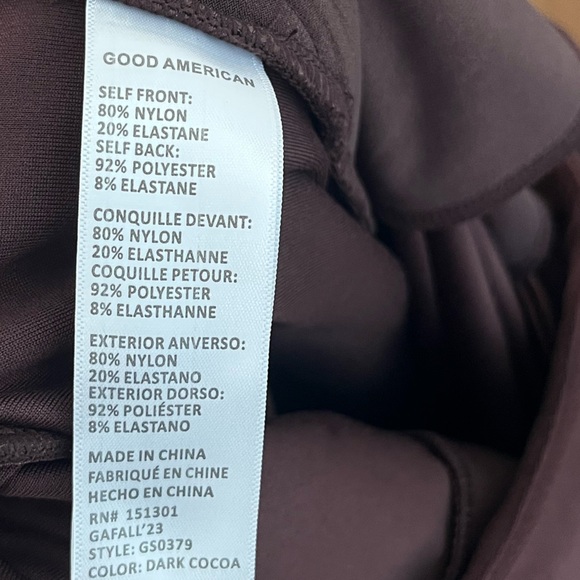 GOOD AMERICAN
SELF FRONT:
80% NYLON
20% ELASTANE
SELF BACK:
92% POLYESTER
8% ELASTANE
CONQUILLE DEVANT:
80% NYLON
20% ELASTHANNE
COQUILLE PETOUR:
92% POLYESTER
8% ELASTHANNE
EXTERIOR ANVERSO:
80% NYLON
20% ELASTANO
EXTERIOR DORSO:
92% POLIÉSTER
8% ELASTANO
MADE IN CHINA
FABRIQUÉ EN CHINE
HECHO EN CHINA
RN# 151301
GAFALL'23
STYLE: GS0379
COLOR: DARK COCOA